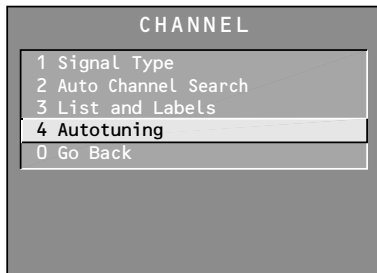 CHANNEL
1 Signal Type
2 Auto Channel Search
3 List and Labels
4 Autotuning
0 Go Back